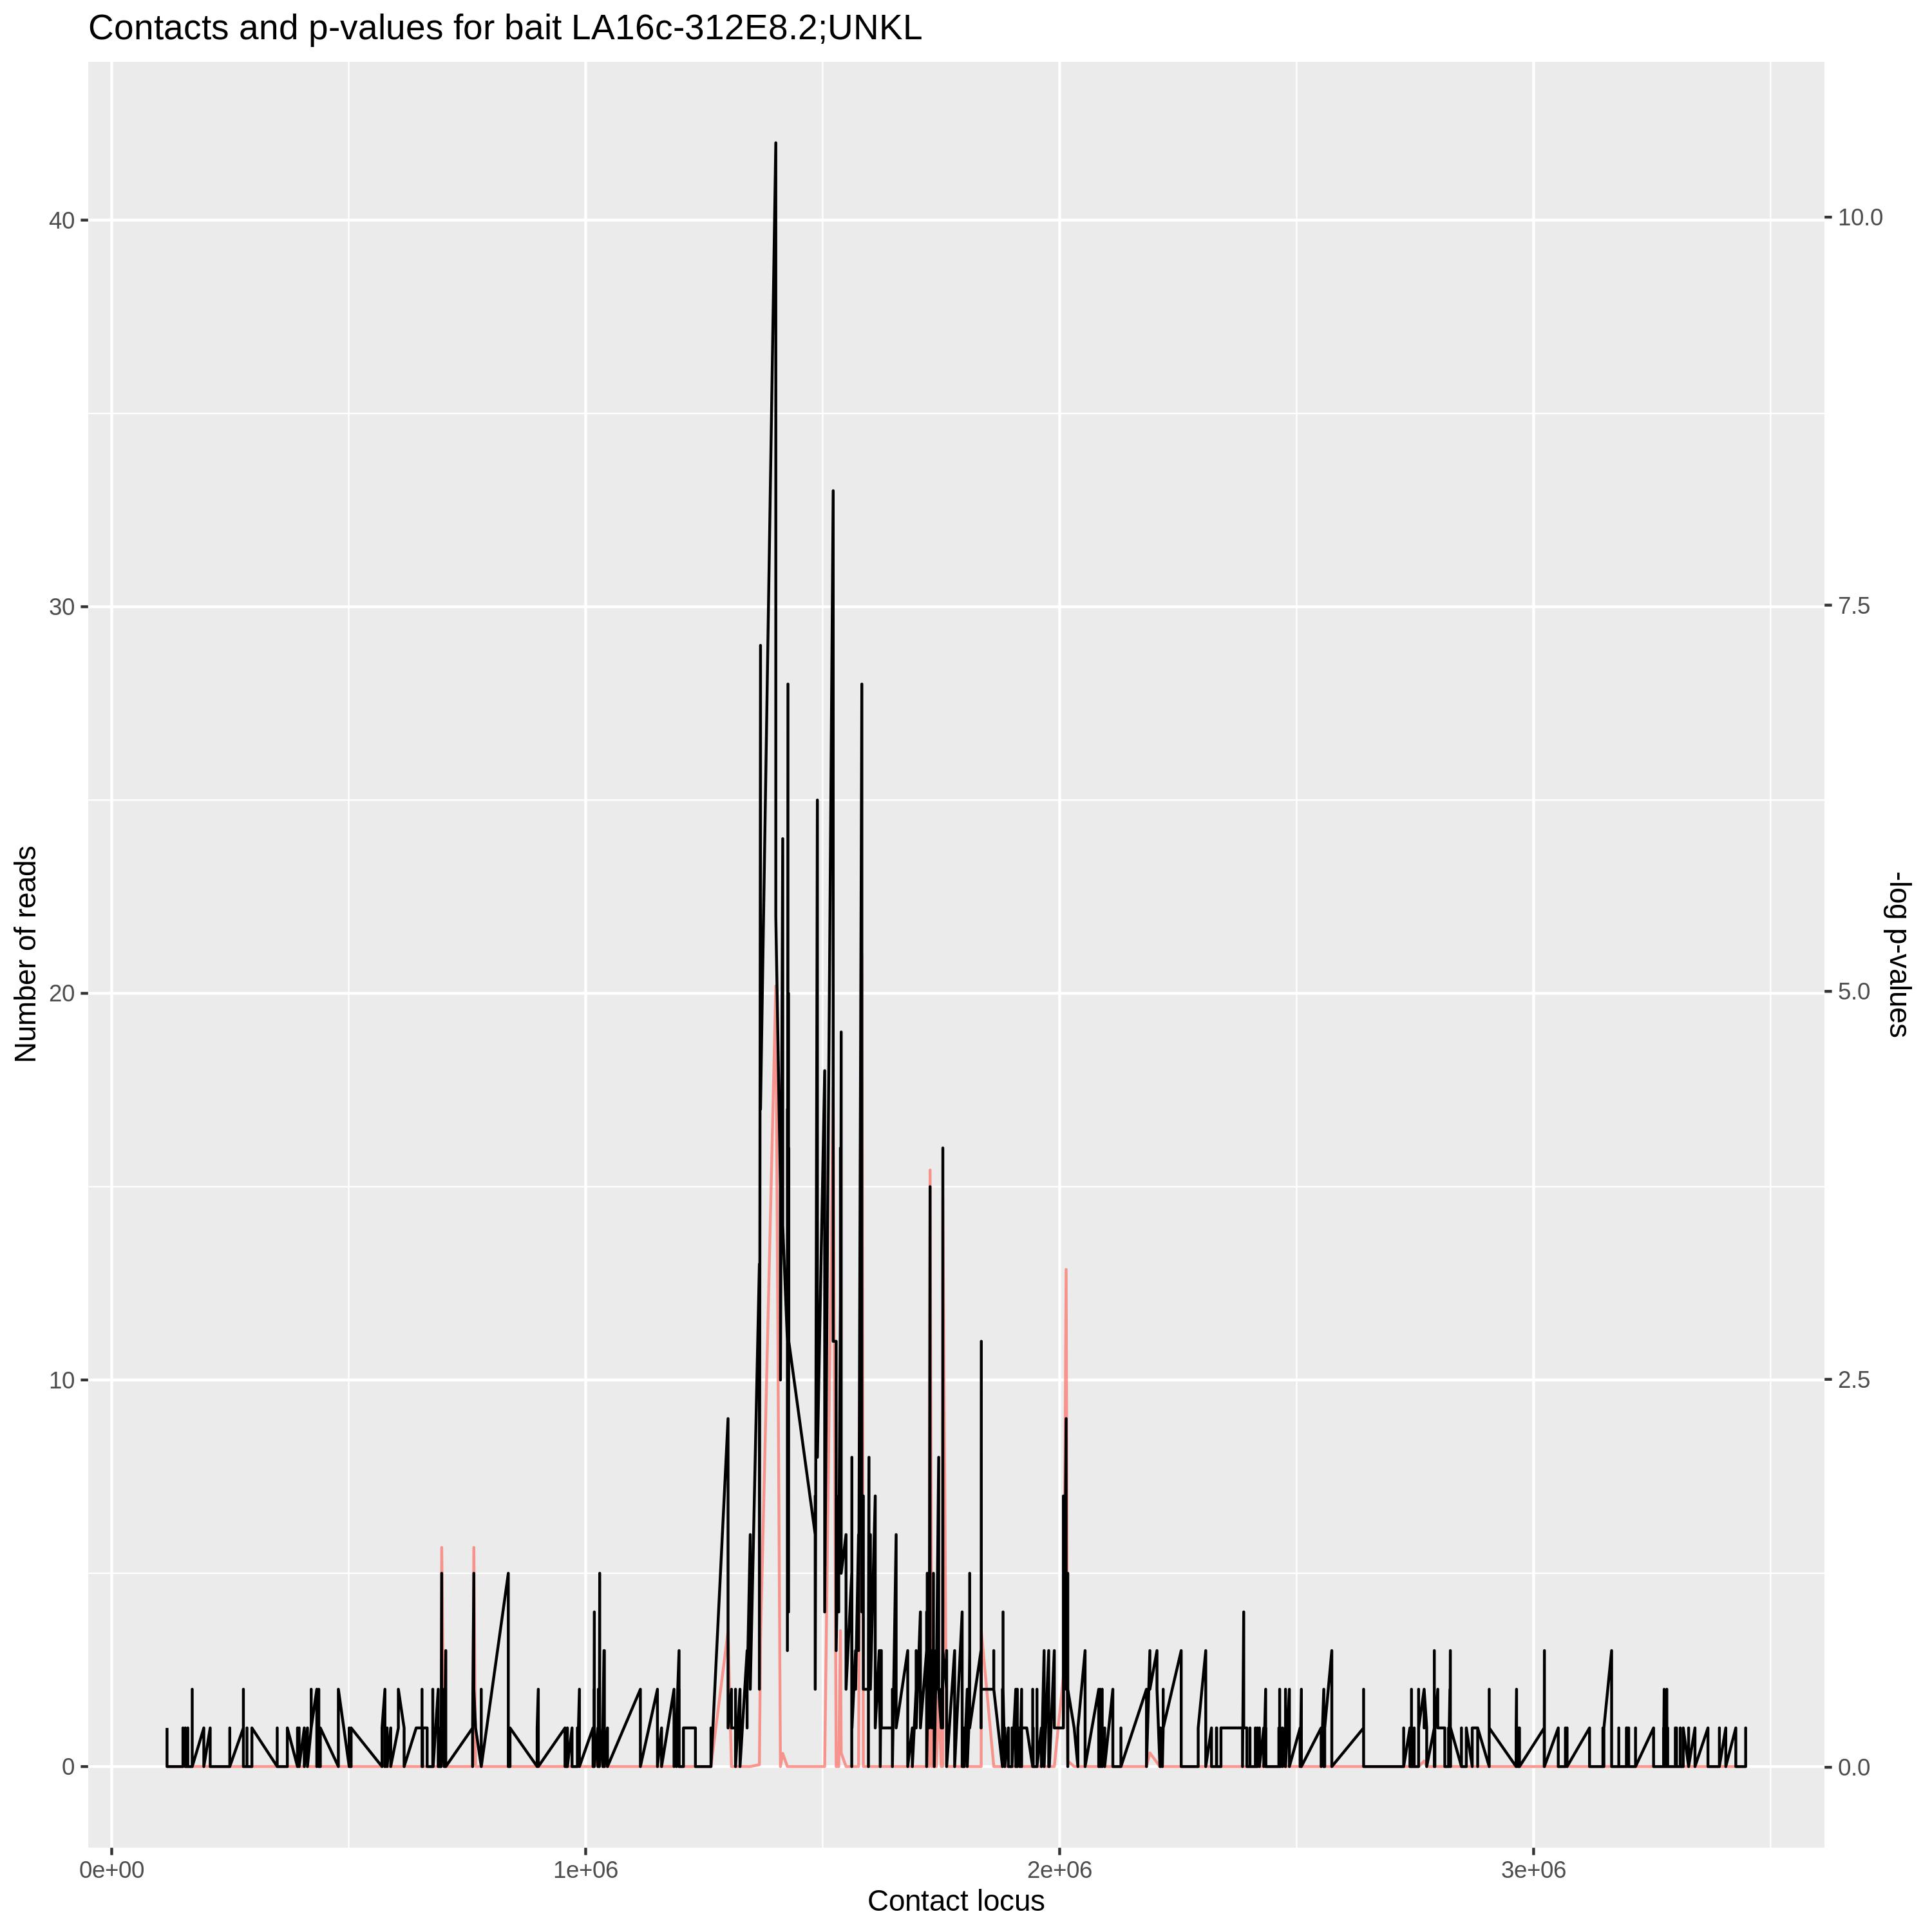 Contacts and p-values for bait LA16c-312E8.2;UNKL
Number of reads
40
30
20
10
0
10.0
7.5
5.0
2.5
0.0
-log p-values
0e+00
1e+06
2e+06
3e+06
Contact locus